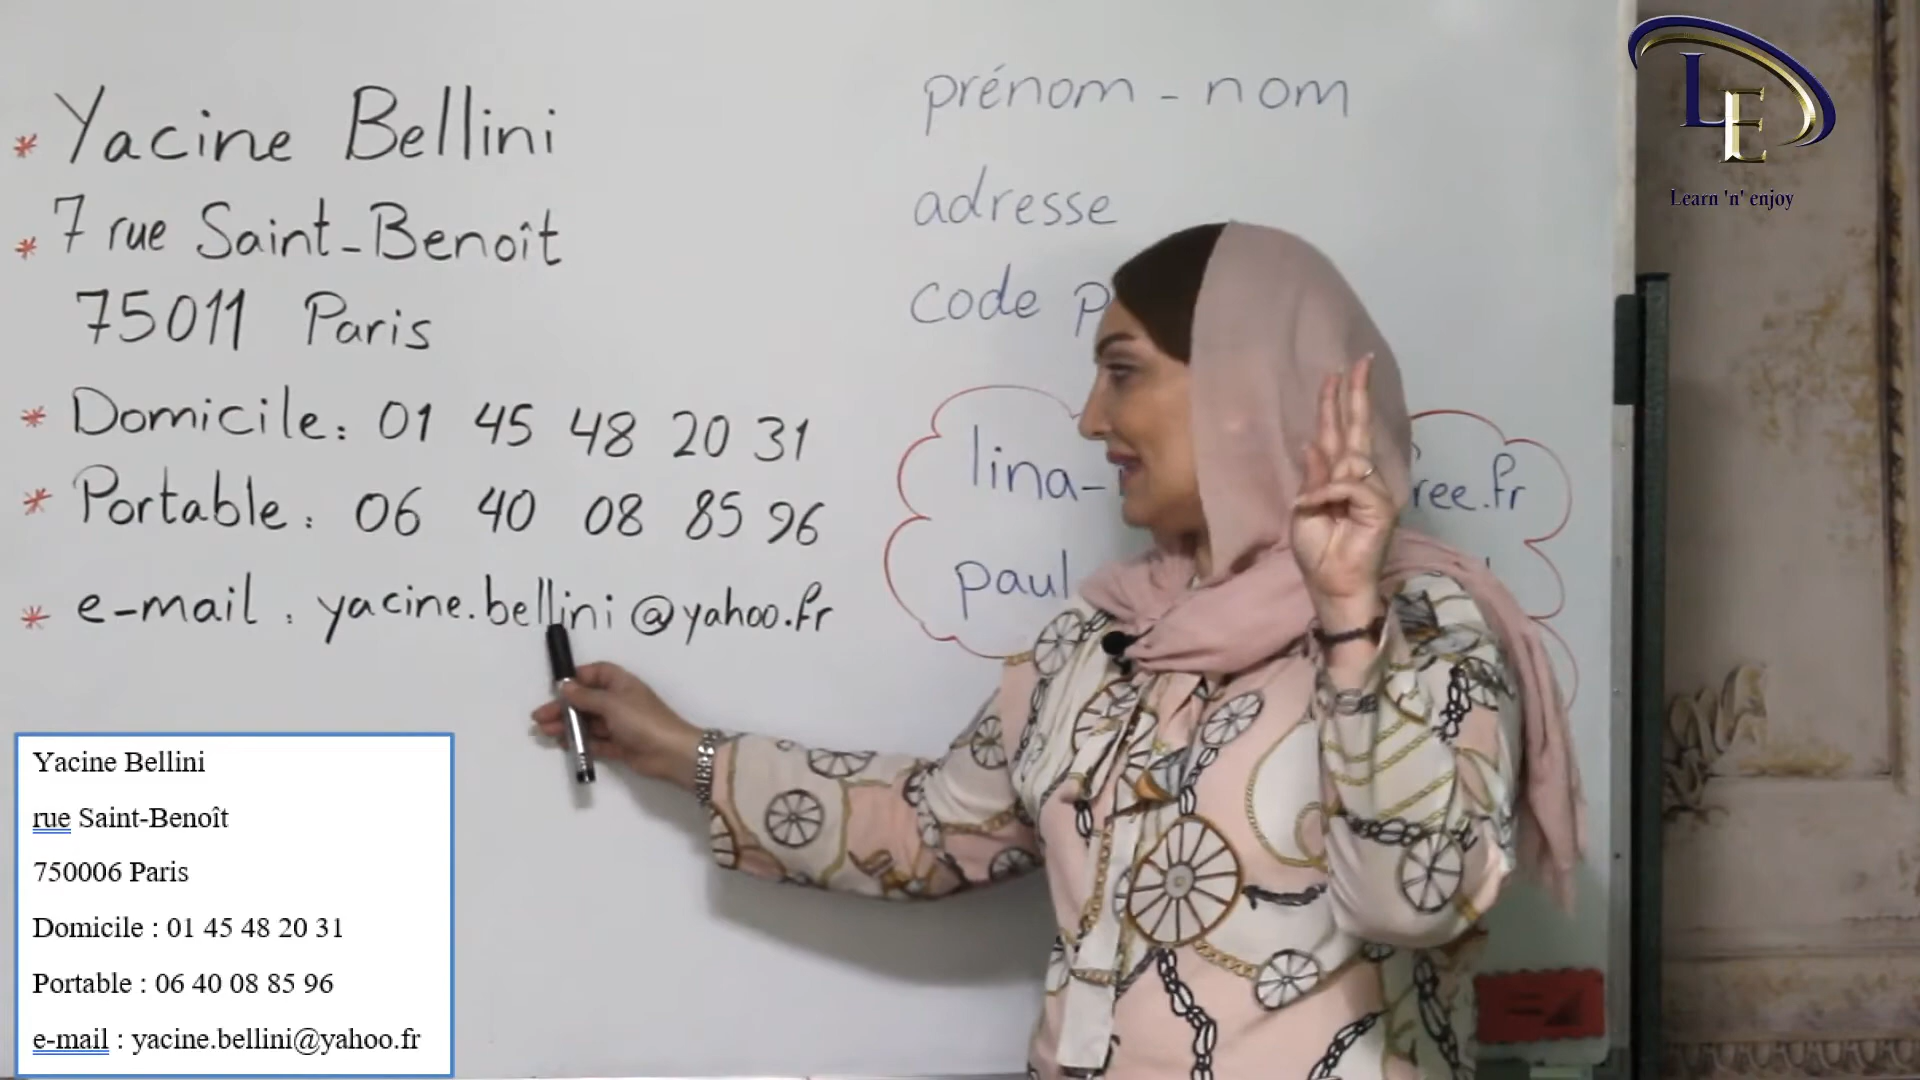 Yacine Bellini
7 rue Saint-Benoît
75011 Paris
Domicile : 01 45 48 20 31
Portable : 06 40 08 85 96
e-mail : yacine.bellini@yahoo.fr
prénom - nom
adresse
code
lina-
ree.fr
paul
LE
Learn 'n' enjoy
Yacine Bellini
rue Saint-Benoît
750006 Paris
Domicile : 01 45 48 20 31
Portable : 06 40 08 85 96
e-mail : yacine.bellini@yahoo.fr